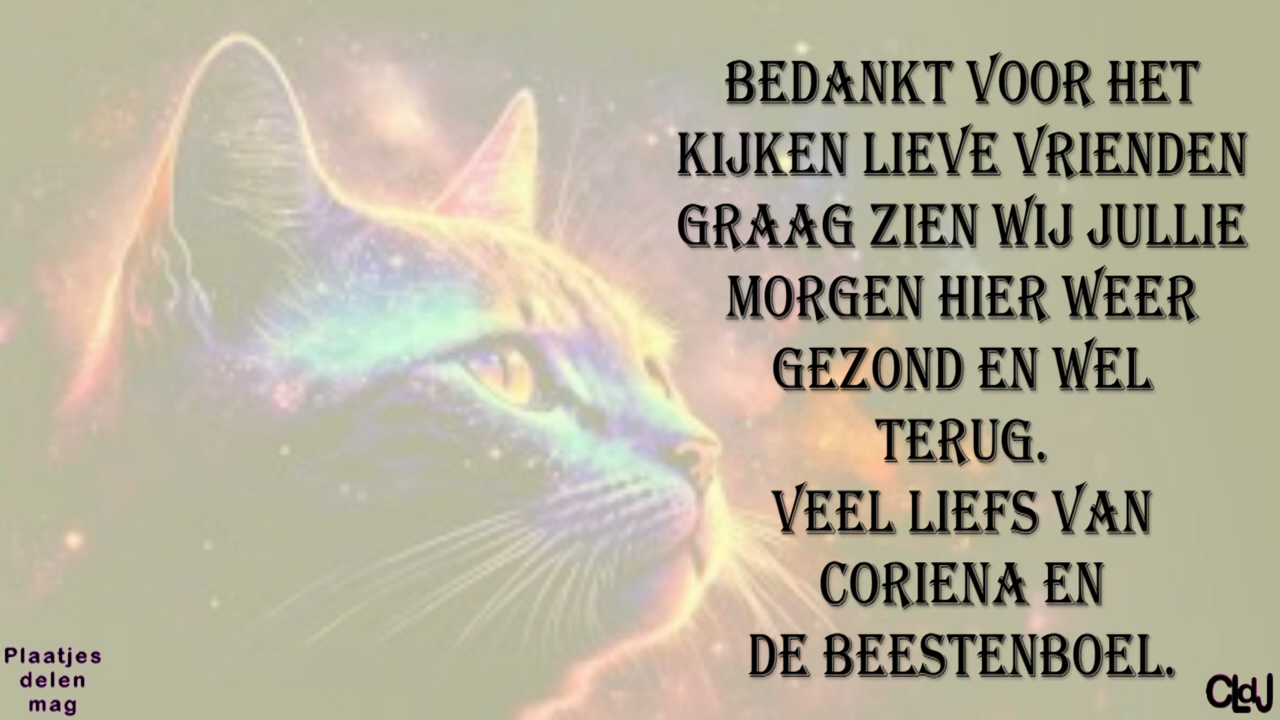 BEDANKT VOOR HET
KIJKEN LIEVE VRIENDEN
GRAAG ZIEN WIJ JULLIE
MORGEN HIER WEER
GEZOND EN WEL
TERUG.
VEEL LIEFS VAN
CORIENA EN
DE BEESTENBOEL.
Plaatjes
delen
mag
CLdJ